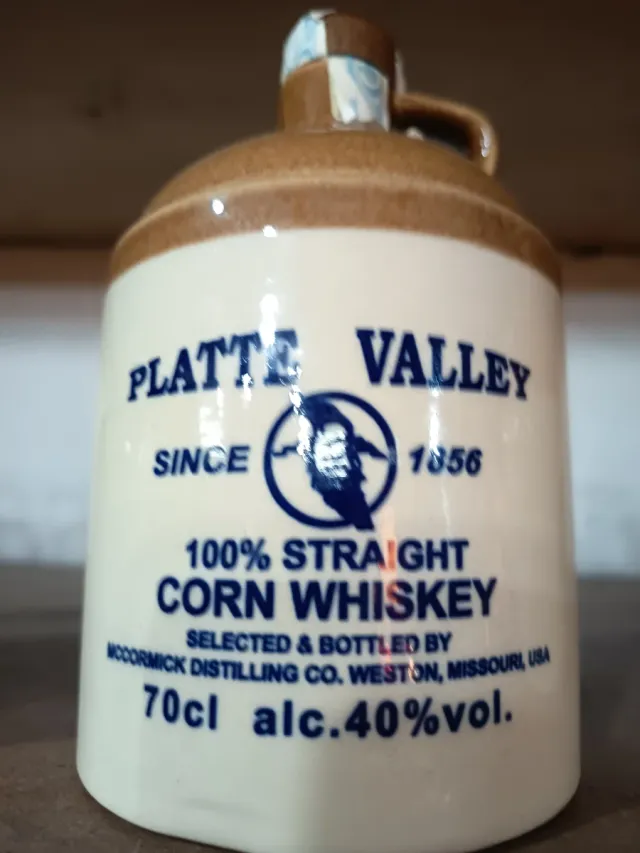 PLATTE VALLEY
SINCE 1856
100% STRAIGHT
CORN WHISKEY
SELECTED & BOTTLED BY
MCCORMICK DISTILLING CO. WESTON, MISSOURI, USA
70cl alc.40%vol.